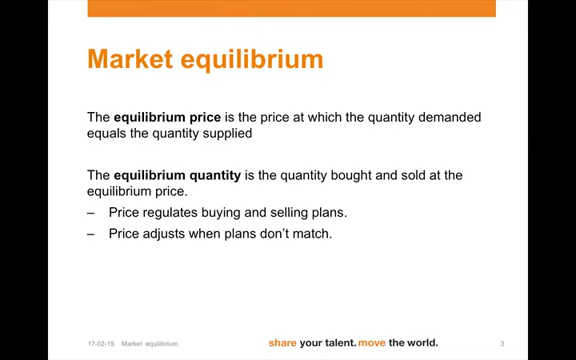 Market equilibrium
The equilibrium price is the price at which the quantity demanded
equals the quantity supplied
The equilibrium quantity is the quantity bought and sold at the
equilibrium price.
– Price regulates buying and selling plans.
– Price adjusts when plans don't match.
17-02-15 Market equilibrium share your talent. move the world. 3